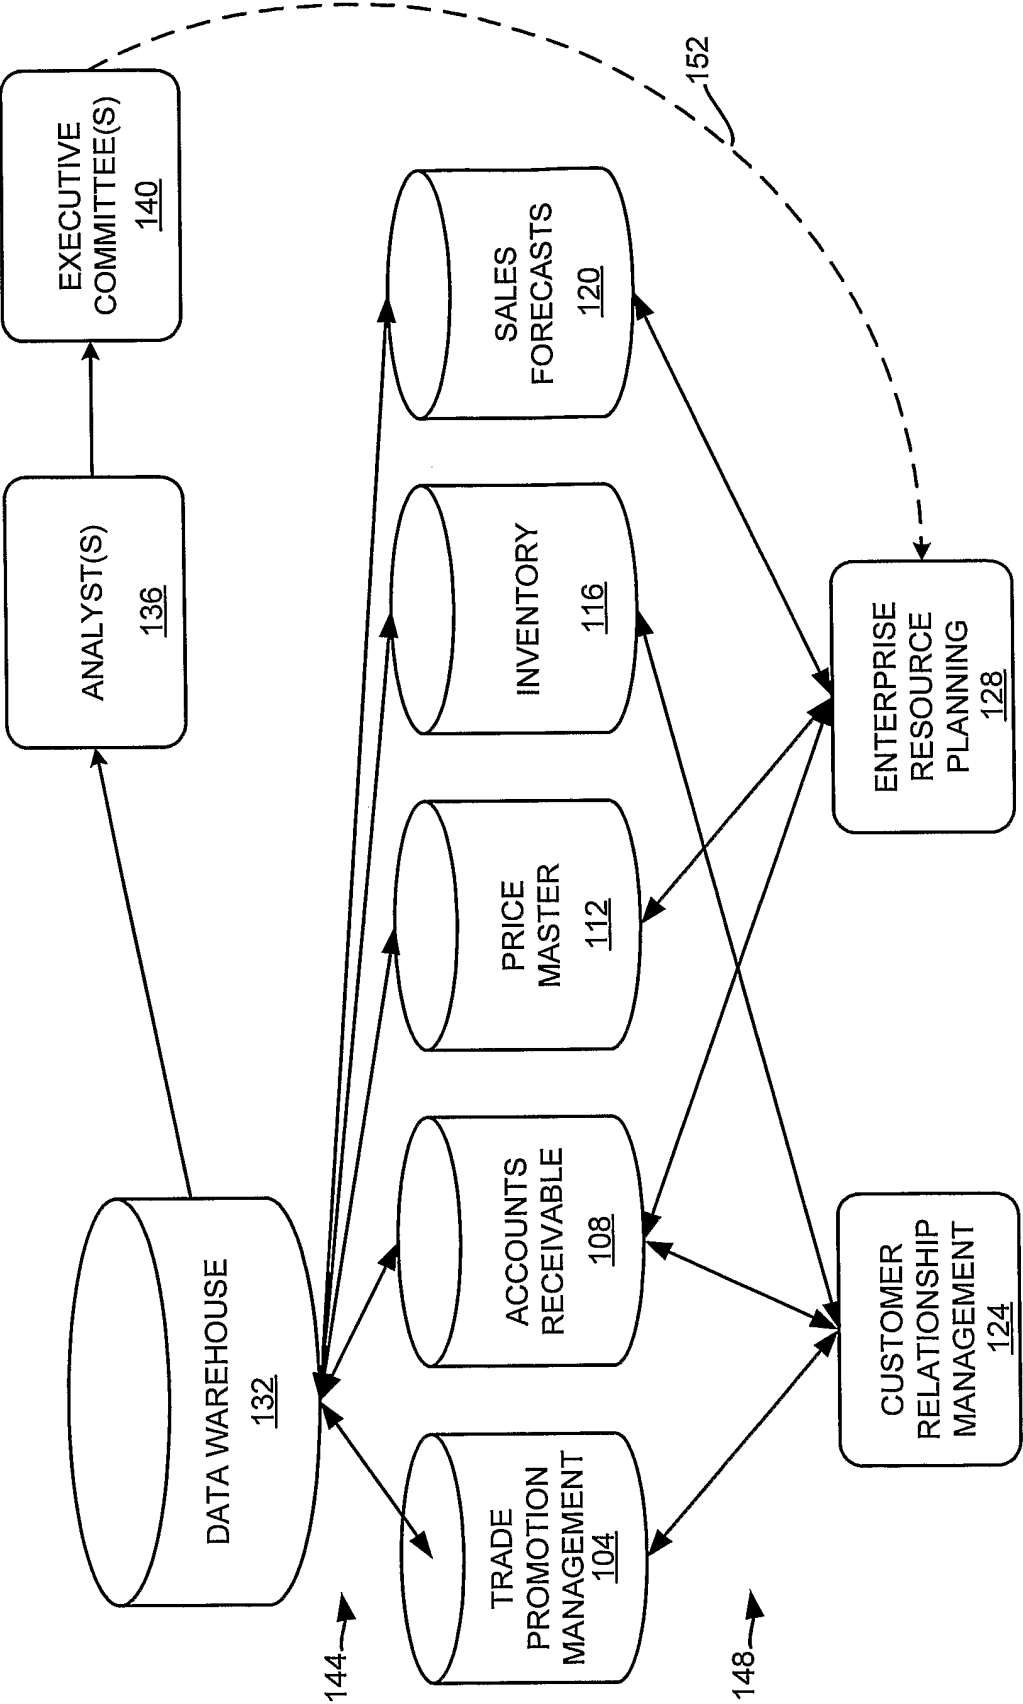 DATA WAREHOUSE
132
ANALYST(S)
136
EXECUTIVE
COMMITTEE(S)
140
144
TRADE
PROMOTION
MANAGEMENT
104
ACCOUNTS
RECEIVABLE
108
PRICE
MASTER
112
INVENTORY
116
SALES
FORECASTS
120
152
148
CUSTOMER
RELATIONSHIP
MANAGEMENT
124
ENTERPRISE
RESOURCE
PLANNING
128